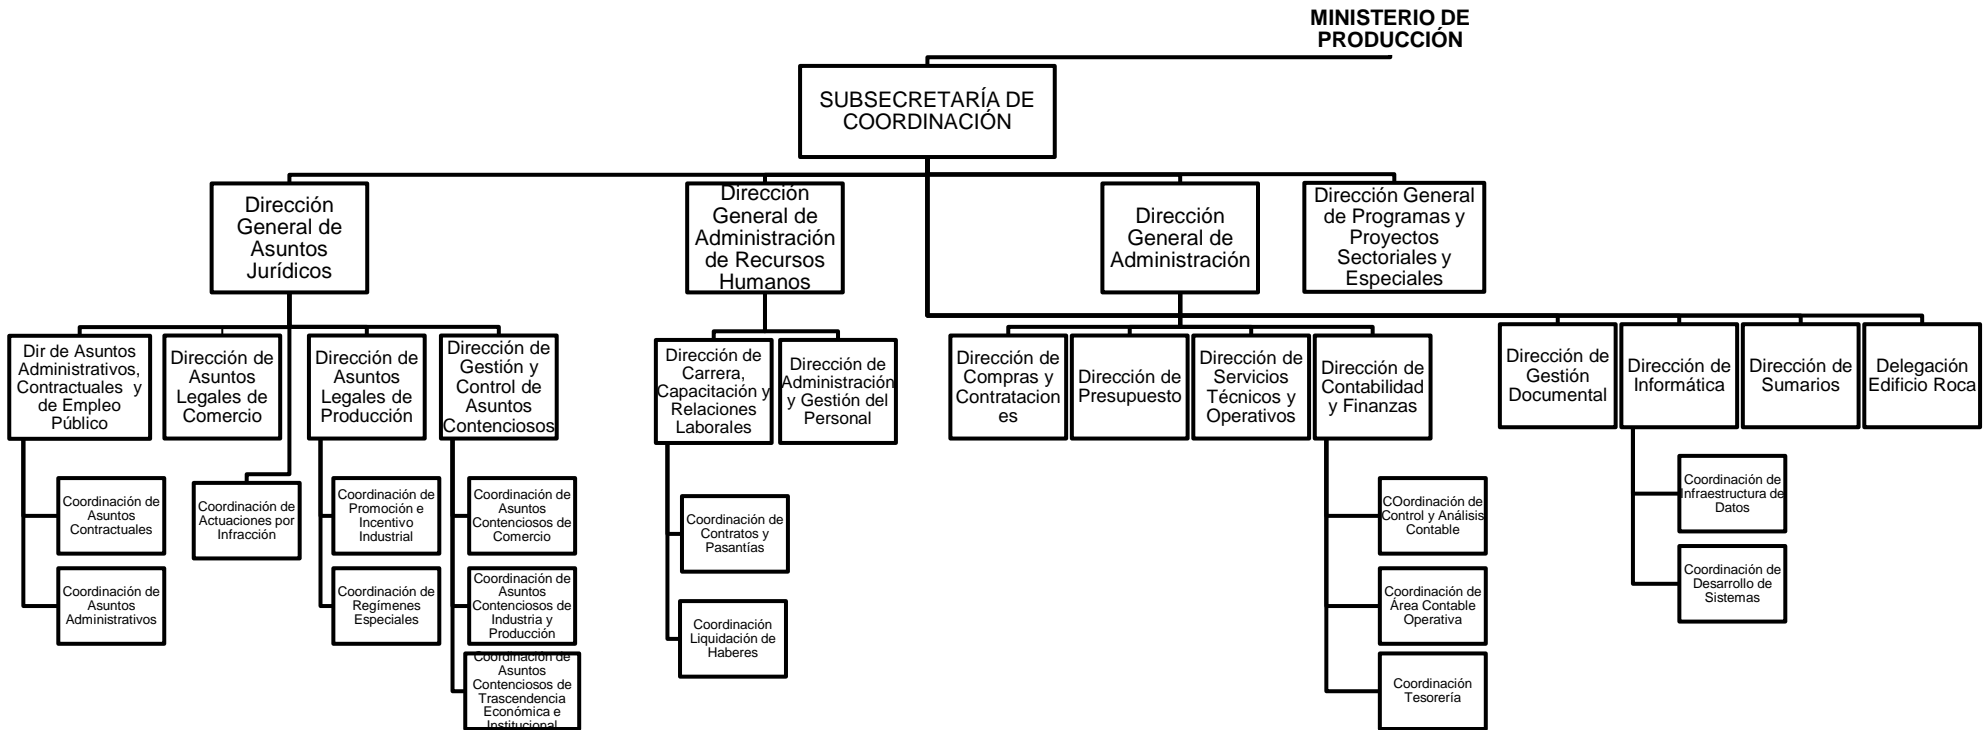 MINISTERIO DE
PRODUCCIÓN
SUBSECRETARÍA DE
COORDINACIÓN
Dirección
General de
Asuntos
Jurídicos
Dirección
General de
Administración
de Recursos
Humanos
Dirección
General de
Administración
Dirección General
de Programas y
Proyectos
Sectoriales y
Especiales
Dir de Asuntos
Administrativos,
Contractuales y
de Empleo
Público
Dirección de
Asuntos
Legales de
Comercio
Dirección de
Asuntos
Legales de
Producción
Dirección de
Gestión y
Control de
Asuntos
Contenciosos
Dirección de
Carrera,
Capacitación y
Relaciones
Laborales
Dirección de
Administración
y Gestión del
Personal
Dirección de
Compras y
Contratacion
es
Dirección de
Presupuesto
Dirección de
Servicios
Técnicos y
Operativos
Dirección de
Contabilidad
y Finanzas
Dirección de
Gestión
Documental
Dirección de
Informática
Dirección de
Sumarios
Delegación
Edificio Roca
Coordinación de
Asuntos
Contractuales
Coordinación de
Asuntos
Administrativos
Coordinación de
Actuaciones por
Infracción
Coordinación de
Promoción e
Incentivo
Industrial
Coordinación de
Regímenes
Especiales
Coordinación de
Asuntos
Contenciosos de
Comercio
Coordinación de
Asuntos
Contenciosos de
Industria y
Producción
Coordinación de
Asuntos
Contenciosos de
Trascendencia
Económica e
Institucional
Coordinación de
Contratos y
Pasantías
Coordinación
Liquidación de
Haberes
COordinación de
Control y Análisis
Contable
Coordinación de
Área Contable
Operativa
Coordinación
Tesorería
Coordinación de
Infraestructura de
Datos
Coordinación de
Desarrollo de
Sistemas